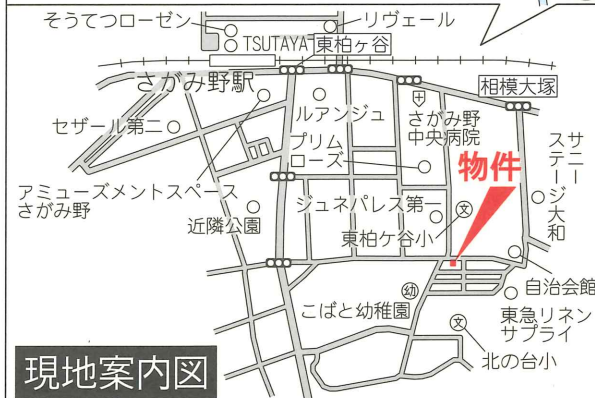 そうてつローゼン
リヴェール
TSUTAYA
東柏ヶ谷
さがみ野駅
相模大塚
ルアンジュ
さがみ野
中央病院
セザール第二
プリム
ローズ
物件
サニー
ステージ大和
アミューズメントスペース
さがみ野
近隣公園
ジュネパレス第一
文
東柏ケ谷小
自治会館
幼
こばと幼稚園
東急リネン
サプライ
文
北の台小
現地案内図